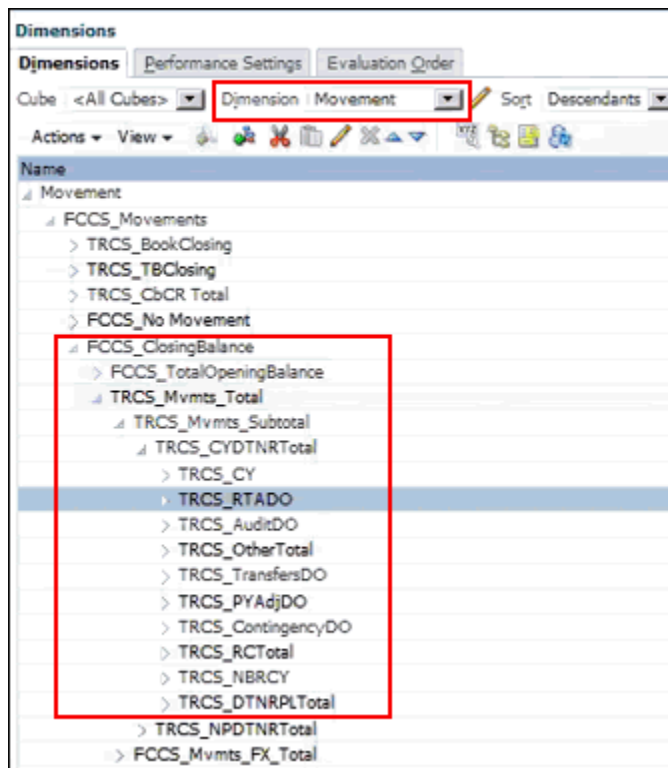 Dimensions
Dimensions Performance Settings Evaluation Order
Cube <All Cubes> Dimension Movement Sort Descendants
Actions View
Name
Movement
FCCS_Movements
TRCS_BookClosing
TRCS_TBClosing
TRCS_CbCR Total
FCCS_No Movement
FCCS_ClosingBalance
FCCS_TotalOpeningBalance
TRCS_Mvmts_Total
TRCS_Mvmts_Subtotal
TRCS_CYDTNRTotal
TRCS_CY
TRCS_RTADO
TRCS_AuditDO
TRCS_OtherTotal
TRCS_TransfersDO
TRCS_PYAdjDO
TRCS_ContingencyDO
TRCS_RCTotal
TRCS_NBRCY
TRCS_DTNRPLTotal
TRCS_NPDTNRTotal
FCCS_Mvmts_FX_Total